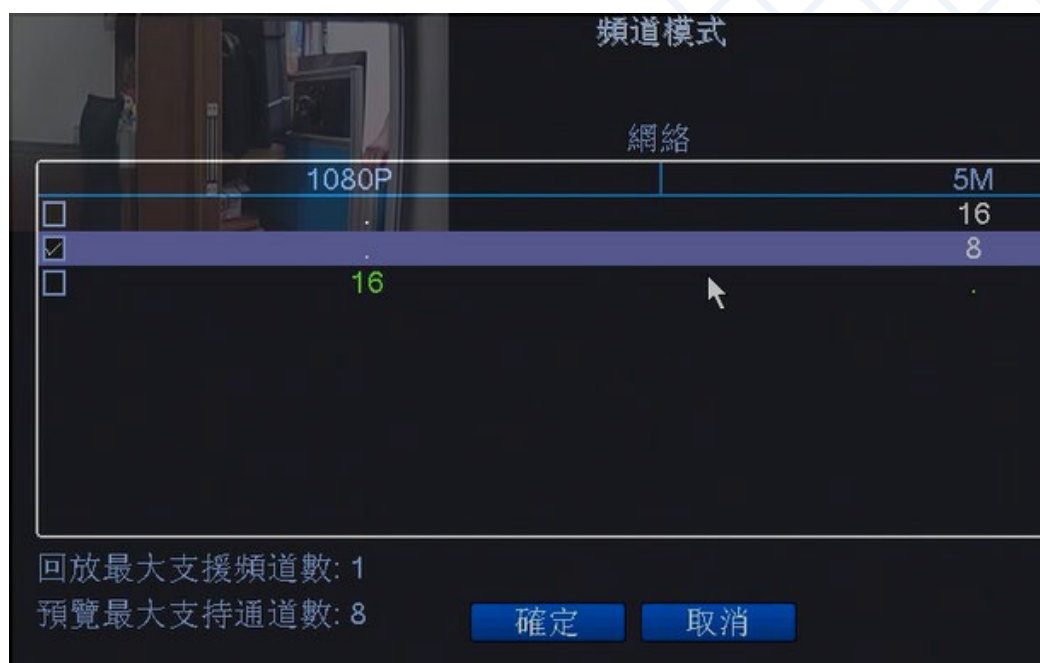 頻道模式
網絡
1080P 5M
. 16
. 8
16 .
回放最大支援頻道數: 1
預覽最大支持通道數: 8
確定 取消